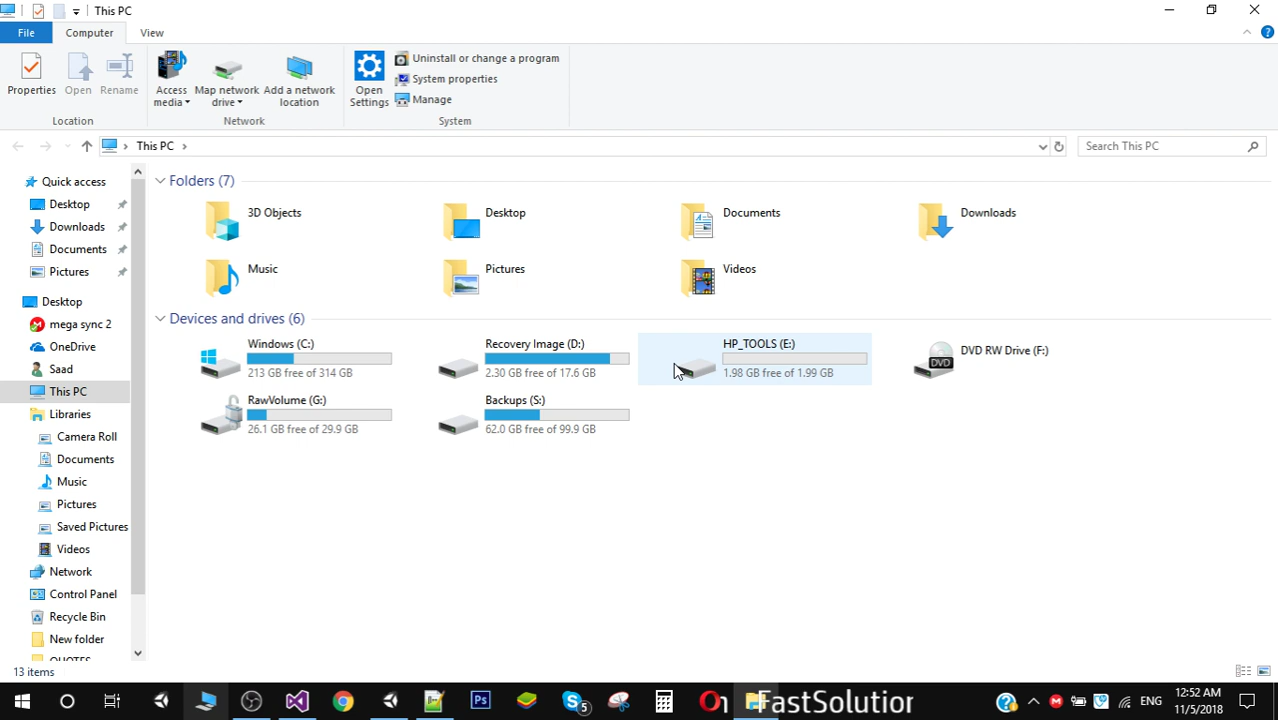 This PC
File
Computer
View
Properties
Open
Rename
Access media
Map network drive
Add a network location
Open Settings
Uninstall or change a program
System properties
Manage
Location
Network
System
This PC
Search This PC
Quick access
Desktop
Downloads
Documents
Pictures
Desktop
mega sync 2
OneDrive
Saad
This PC
Libraries
Camera Roll
Documents
Music
Pictures
Saved Pictures
Videos
Network
Control Panel
Recycle Bin
New folder
QUOTES
Folders (7)
3D Objects
Desktop
Documents
Downloads
Music
Pictures
Videos
Devices and drives (6)
Windows (C:)
213 GB free of 314 GB
Recovery Image (D:)
2.30 GB free of 17.6 GB
HP_TOOLS (E:)
1.98 GB free of 1.99 GB
DVD
DVD RW Drive (F:)
RawVolume (G:)
26.1 GB free of 29.9 GB
Backups (S:)
62.0 GB free of 99.9 GB
13 items
Ps
5
FastSolution
ENG
12:52 AM
11/5/2018